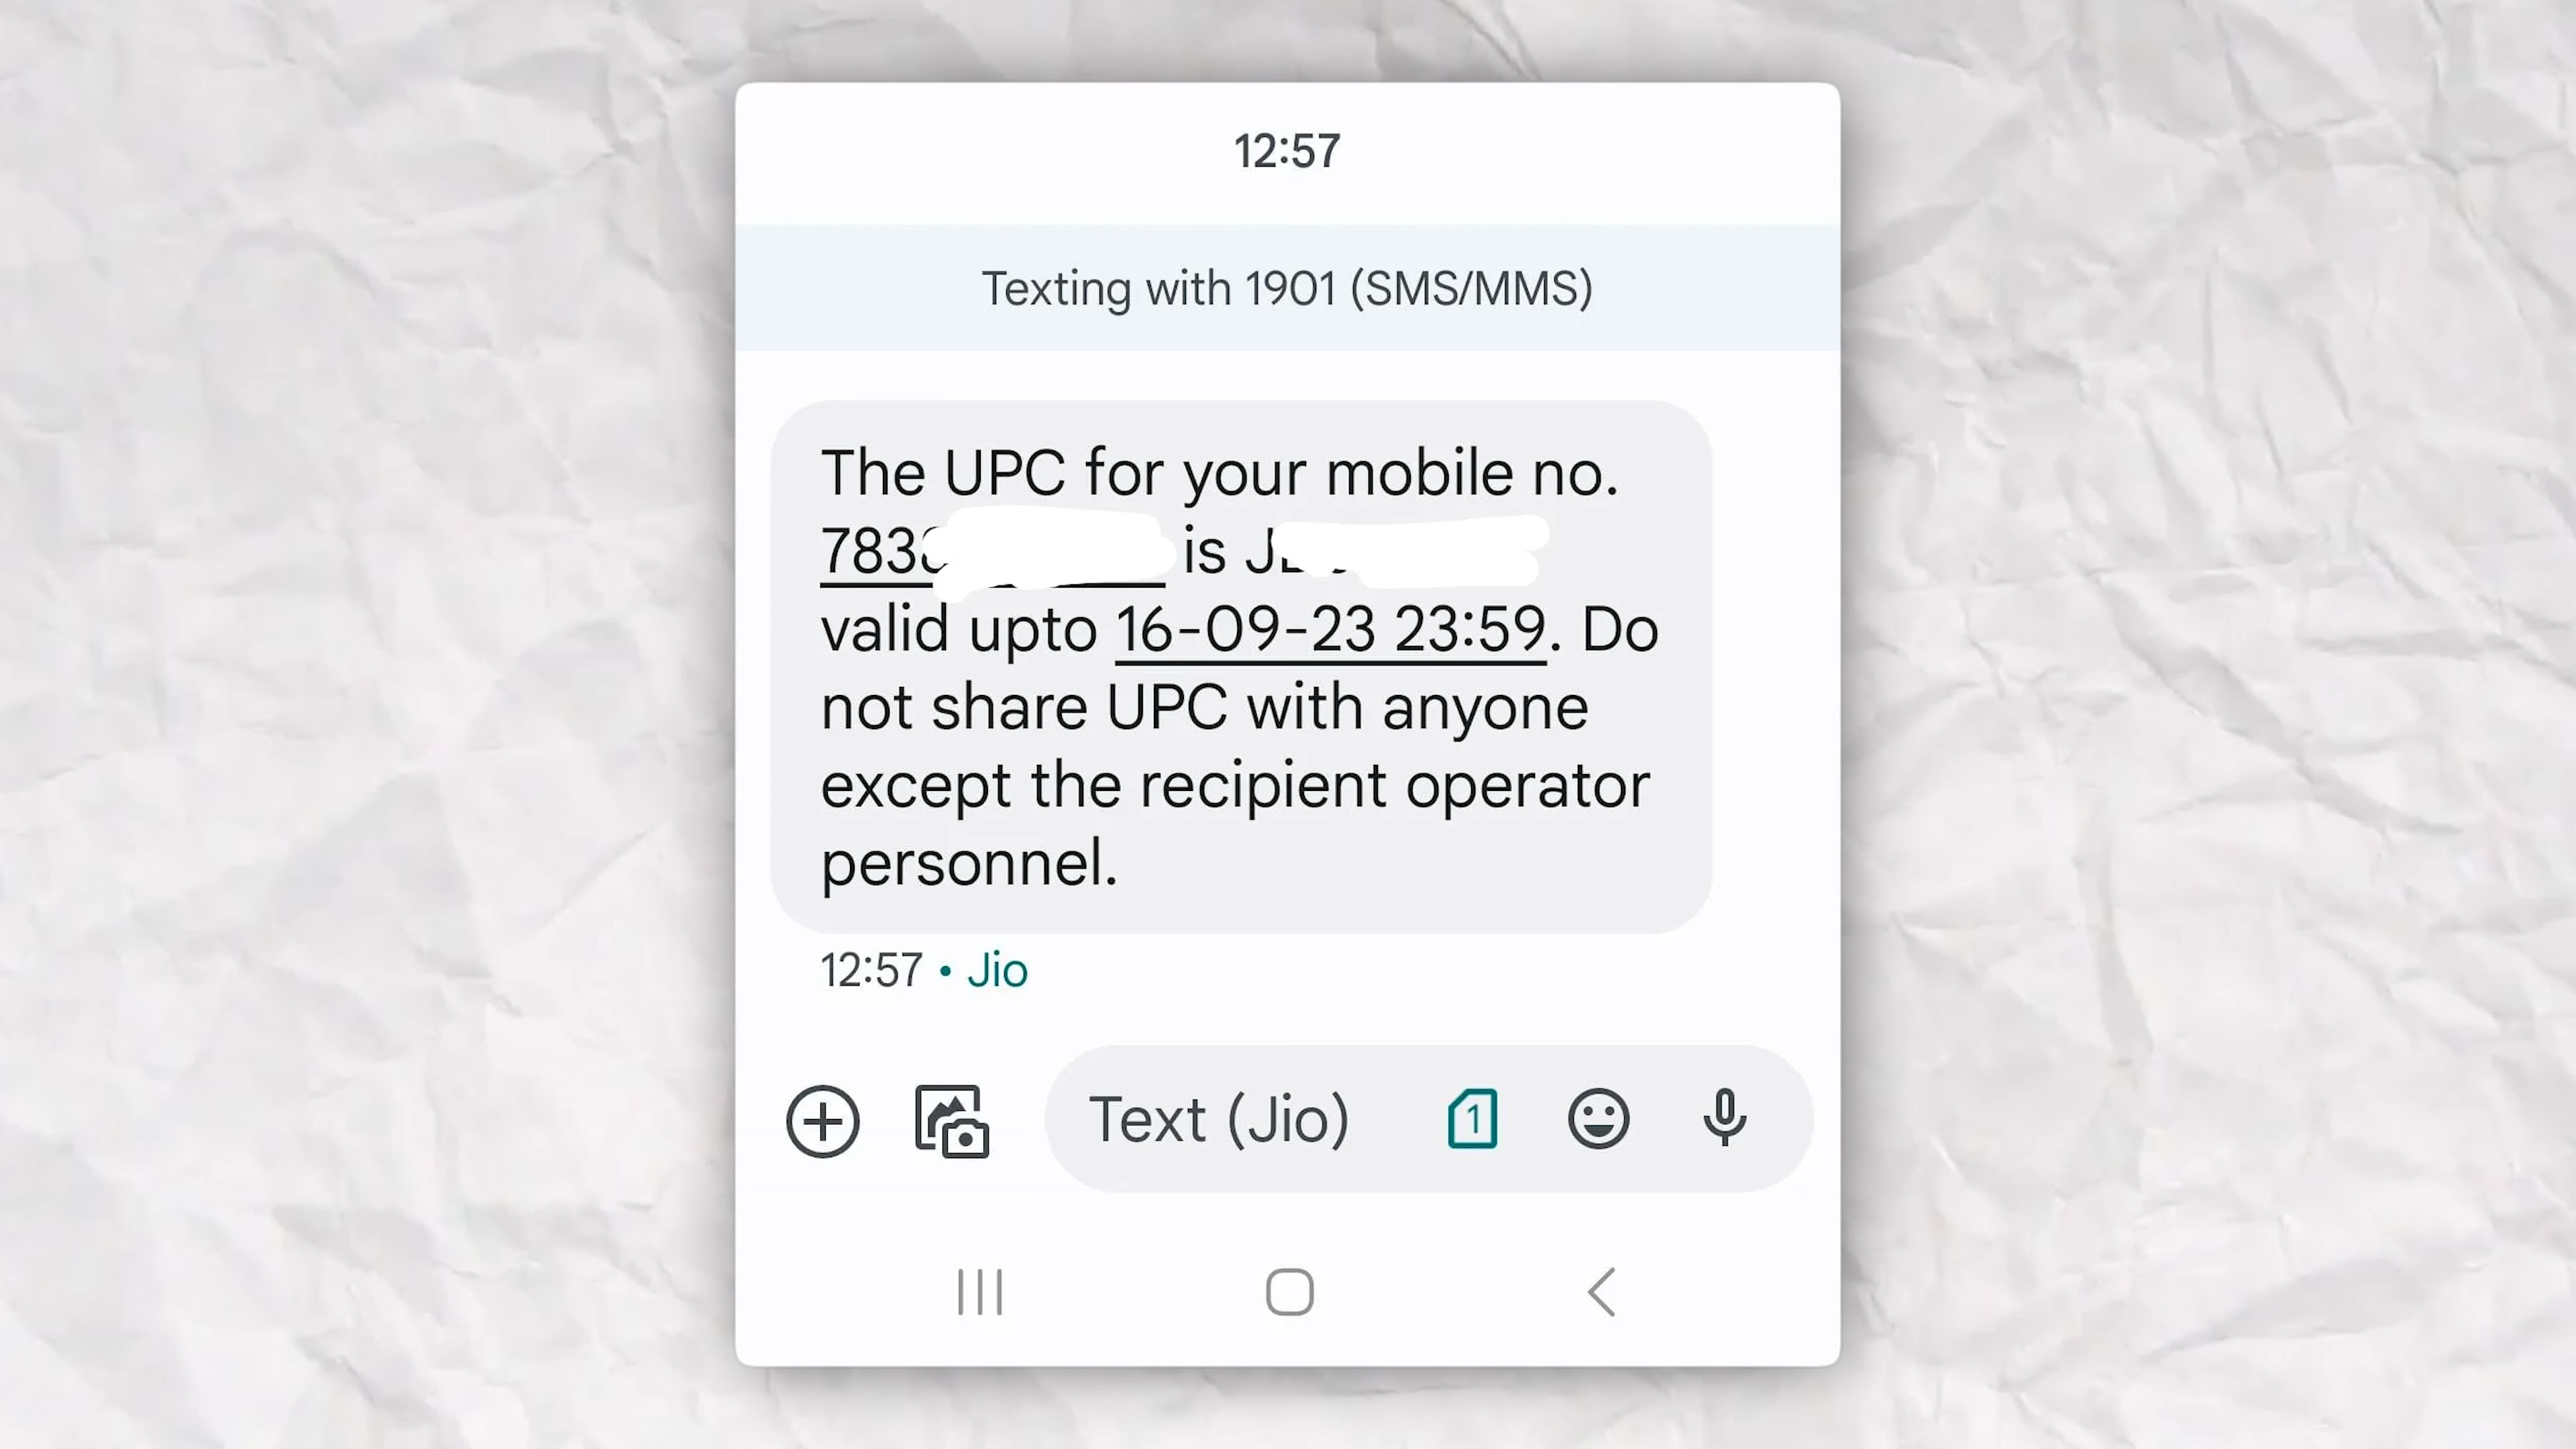 12:57
Texting with 1901 (SMS/MMS)
The UPC for your mobile no.
783 is J
valid upto 16-09-23 23:59. Do
not share UPC with anyone
except the recipient operator
personnel.
12:57 • Jio
Text (Jio) 1